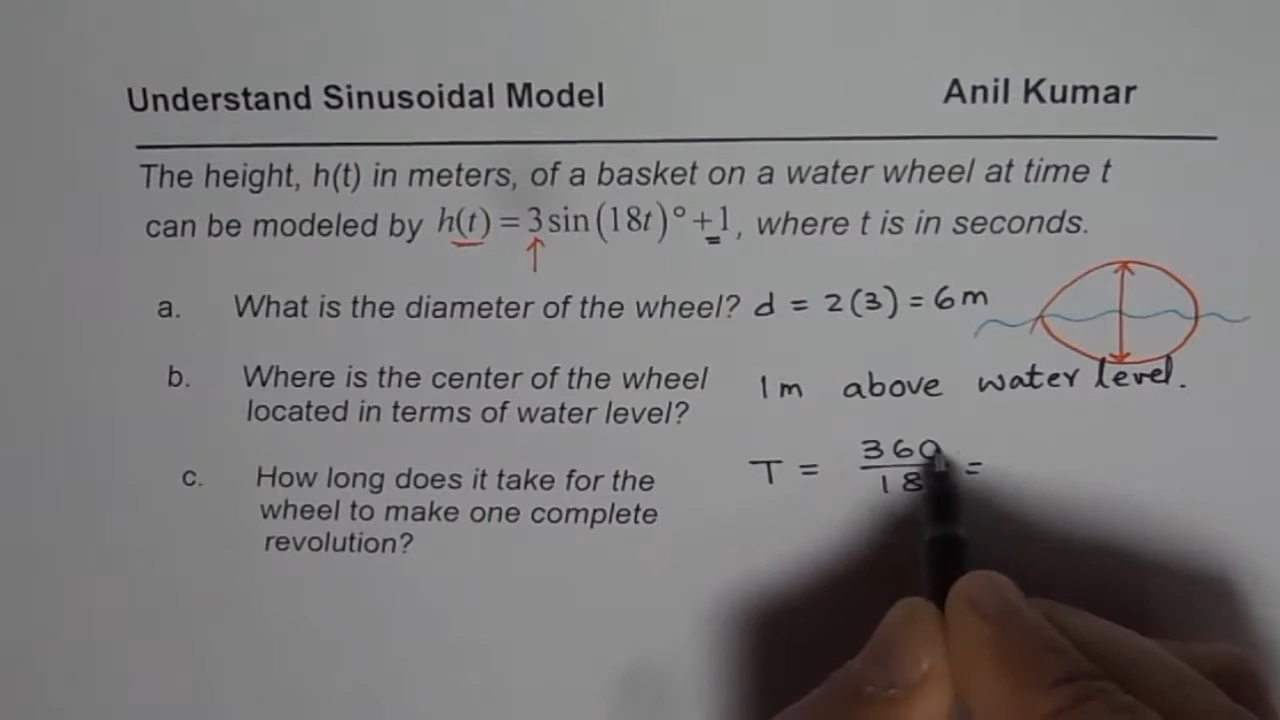 Understand Sinusoidal Model Anil Kumar
The height, h(t) in meters, of a basket on a water wheel at time t
can be modeled by h(t) = 3 sin(18t)° + 1, where t is in seconds.
a. What is the diameter of the wheel? d = 2(3) = 6m
b. Where is the center of the wheel
located in terms of water level? 1m above water level.
c. How long does it take for the
wheel to make one complete
revolution?
T = 360/18 =